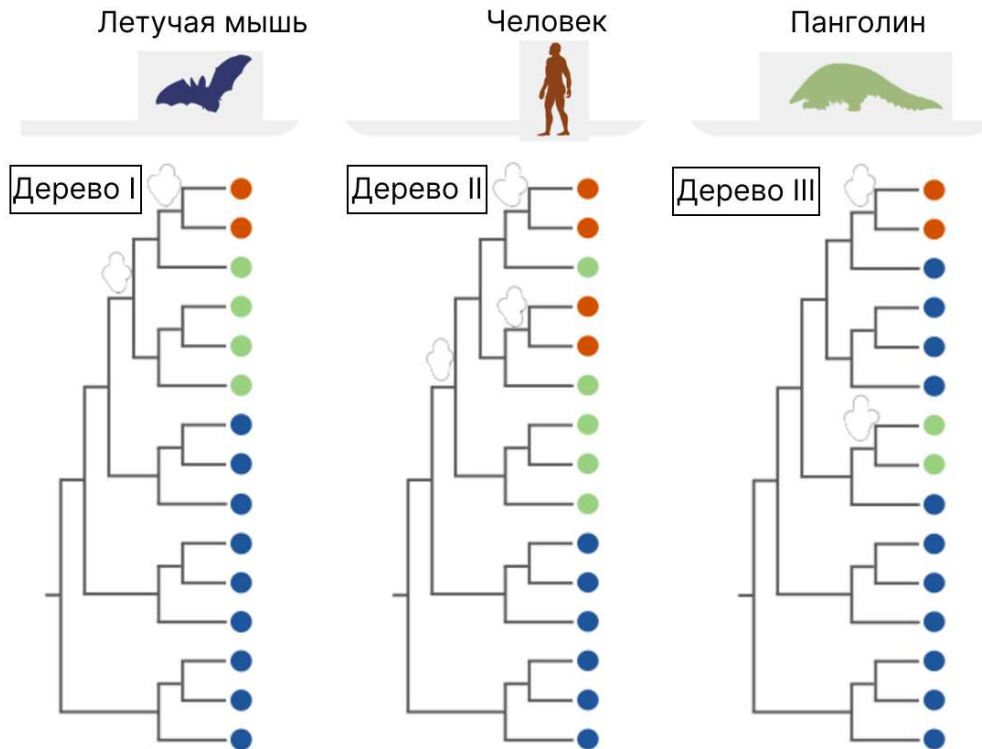 Летучая мышь
Человек
Панголин
Дерево I
Дерево II
Дерево III